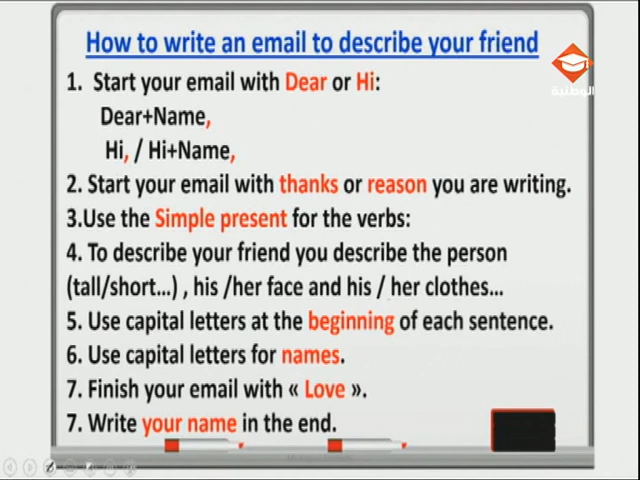 How to write an email to describe your friend
1. Start your email with Dear or Hi:
Dear+Name,
Hi, / Hi+Name,
2. Start your email with thanks or reason you are writing.
3.Use the Simple present for the verbs:
4. To describe your friend you describe the person
(tall/short...) , his /her face and his / her clothes...
5. Use capital letters at the beginning of each sentence.
6. Use capital letters for names.
7. Finish your email with « Love ».
7. Write your name in the end.
الوطنية